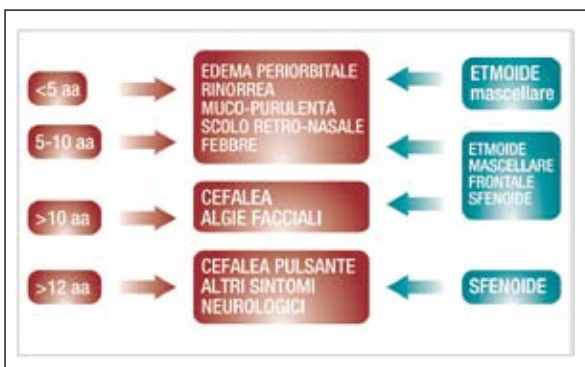 <5 aa
5-10 aa
>10 aa
>12 aa
EDEMA PERIORBITALE
RINORREA
MUCO-PURULENTA
SCOLO RETRO-NASALE
FEBBRE
CEFALEA
ALGIE FACCIALI
CEFALEA PULSANTE
ALTRI SINTOMI
NEUROLOGICI
ETMOIDE
mascellare
ETMOIDE
MASCELLARE
FRONTALE
SFENOIDE
SFENOIDE